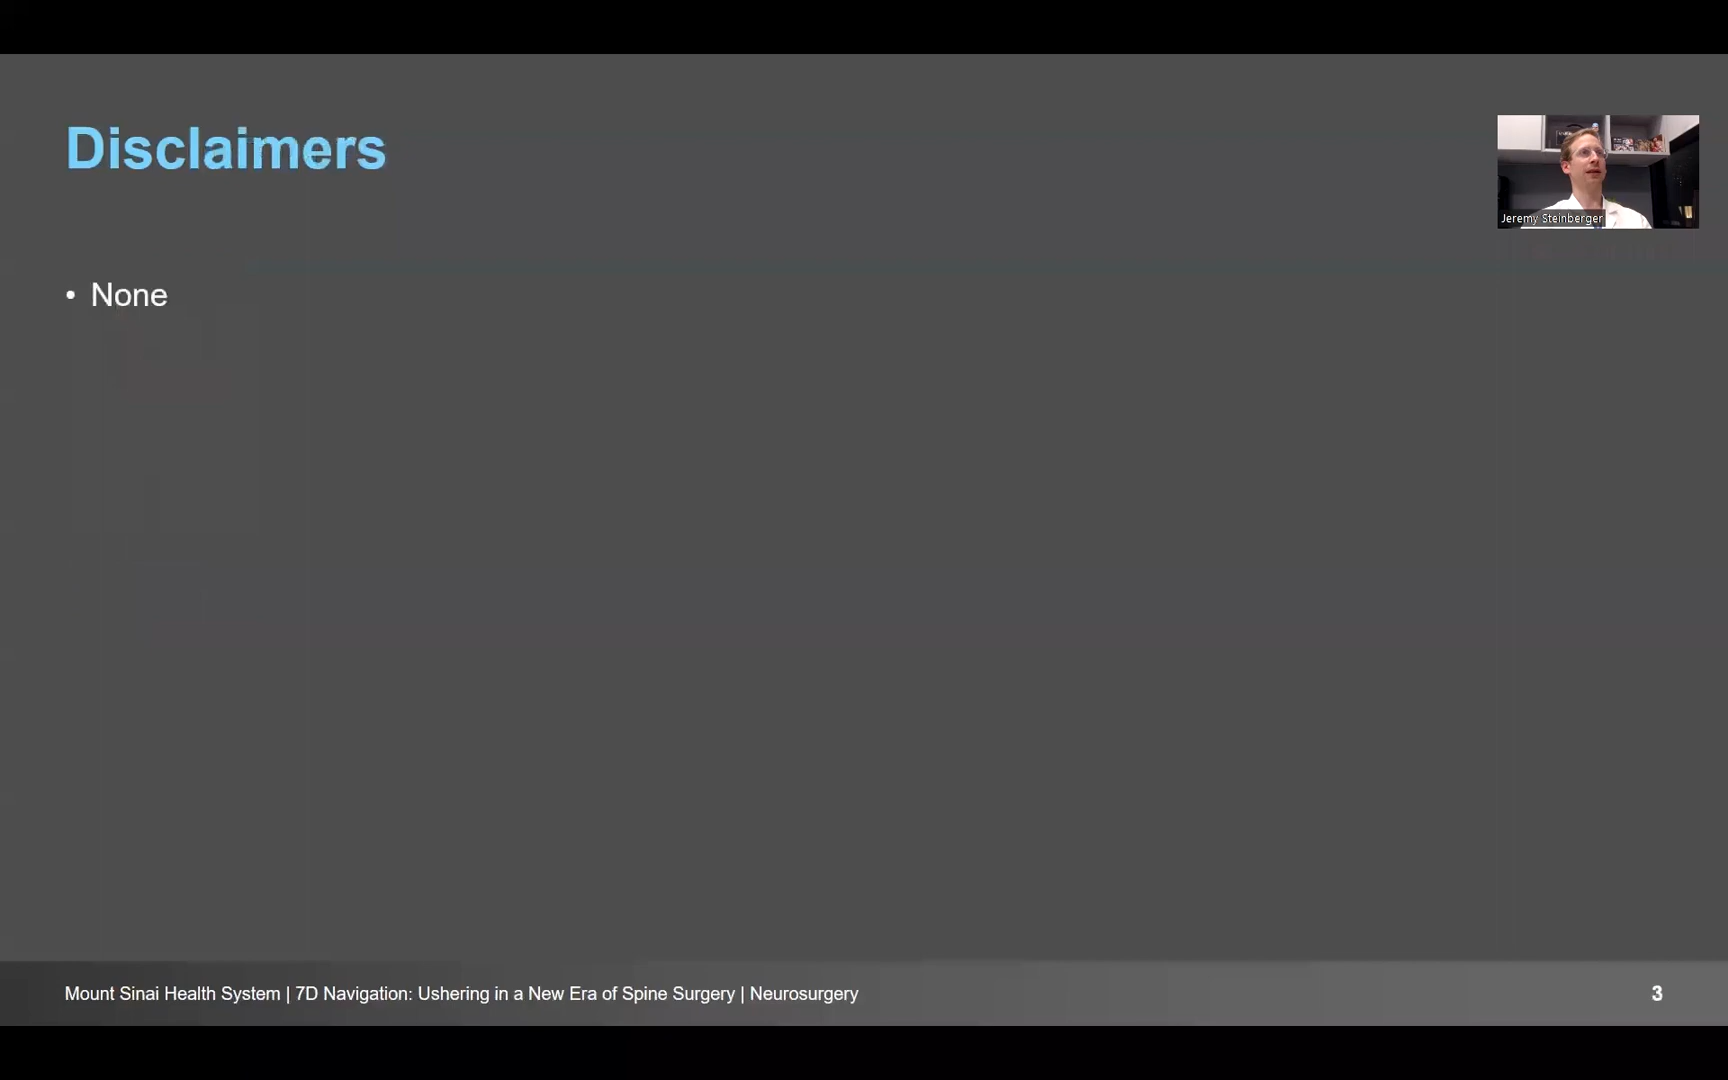 Disclaimers
Jeremy Steinberger
• None
Mount Sinai Health System | 7D Navigation: Ushering in a New Era of Spine Surgery | Neurosurgery
3